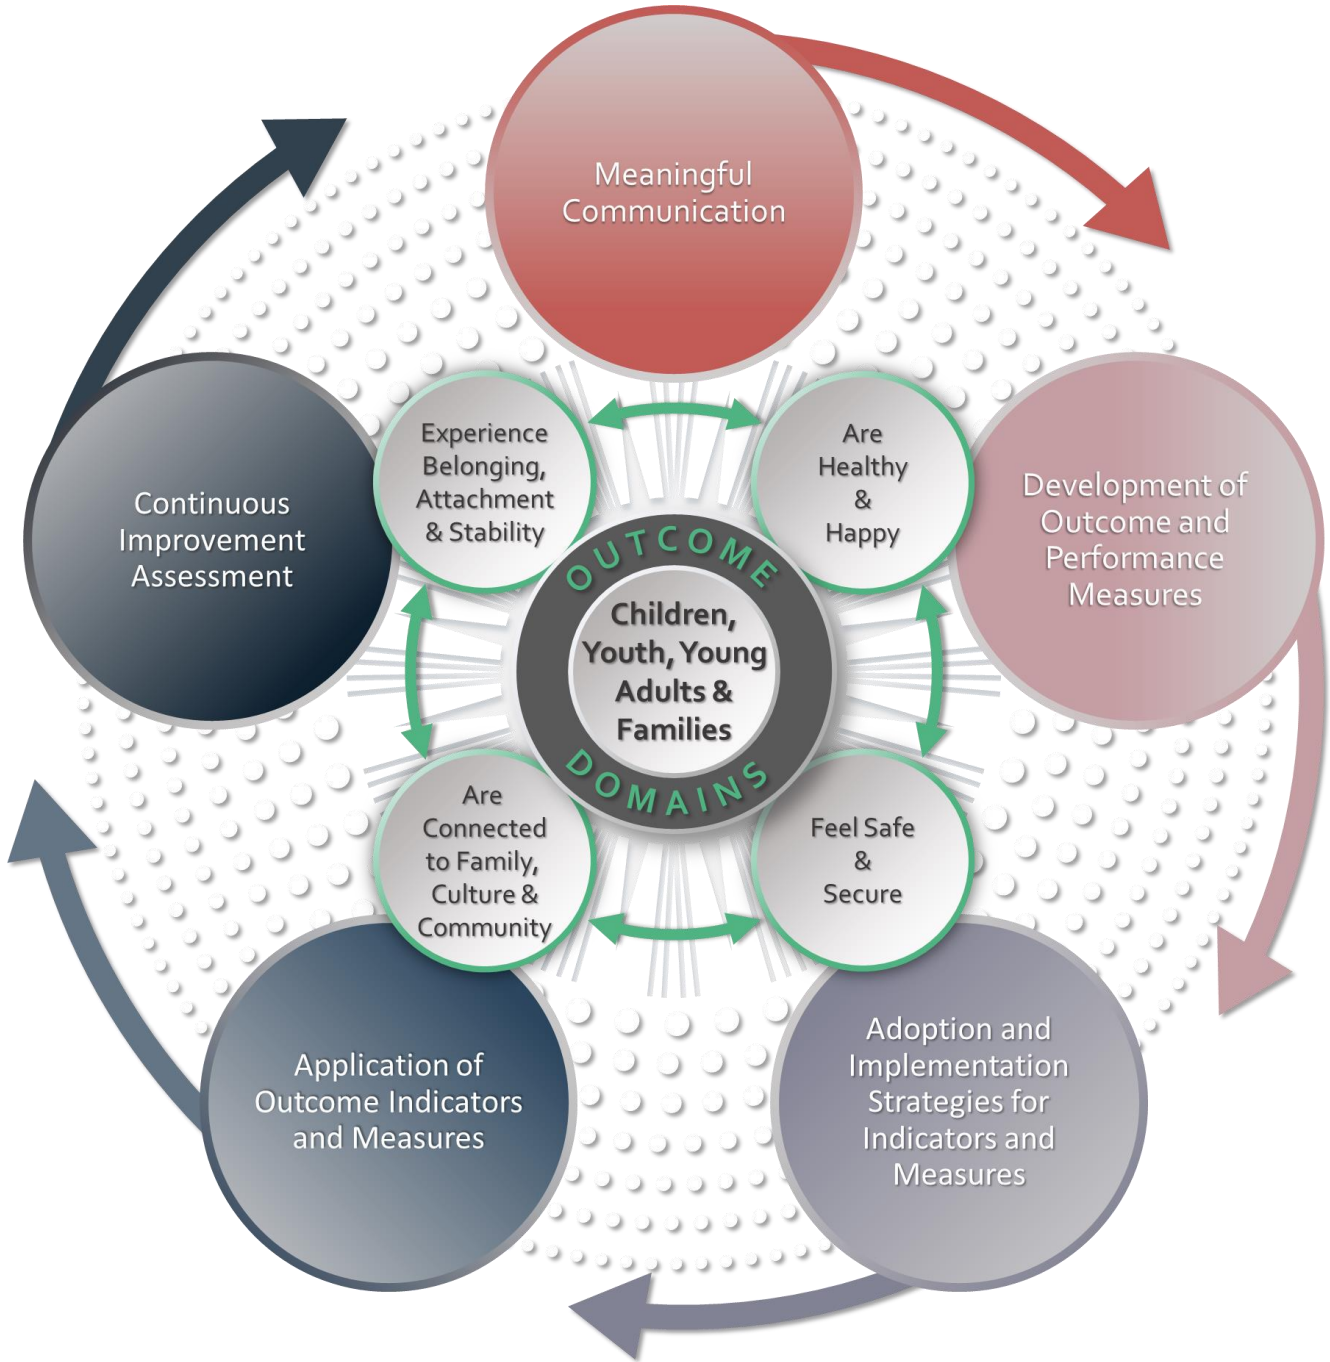 Meaningful
Communication
Development of
Outcome and
Performance
Measures
Adoption and
Implementation
Strategies for
Indicators and
Measures
Application of
Outcome Indicators
and Measures
Continuous
Improvement
Assessment
Experience
Belonging,
Attachment
& Stability
Are
Healthy
&
Happy
Feel Safe
&
Secure
Are
Connected
to Family,
Culture &
Community
OUTCOME
Children,
Youth, Young
Adults &
Families
DOMAINS